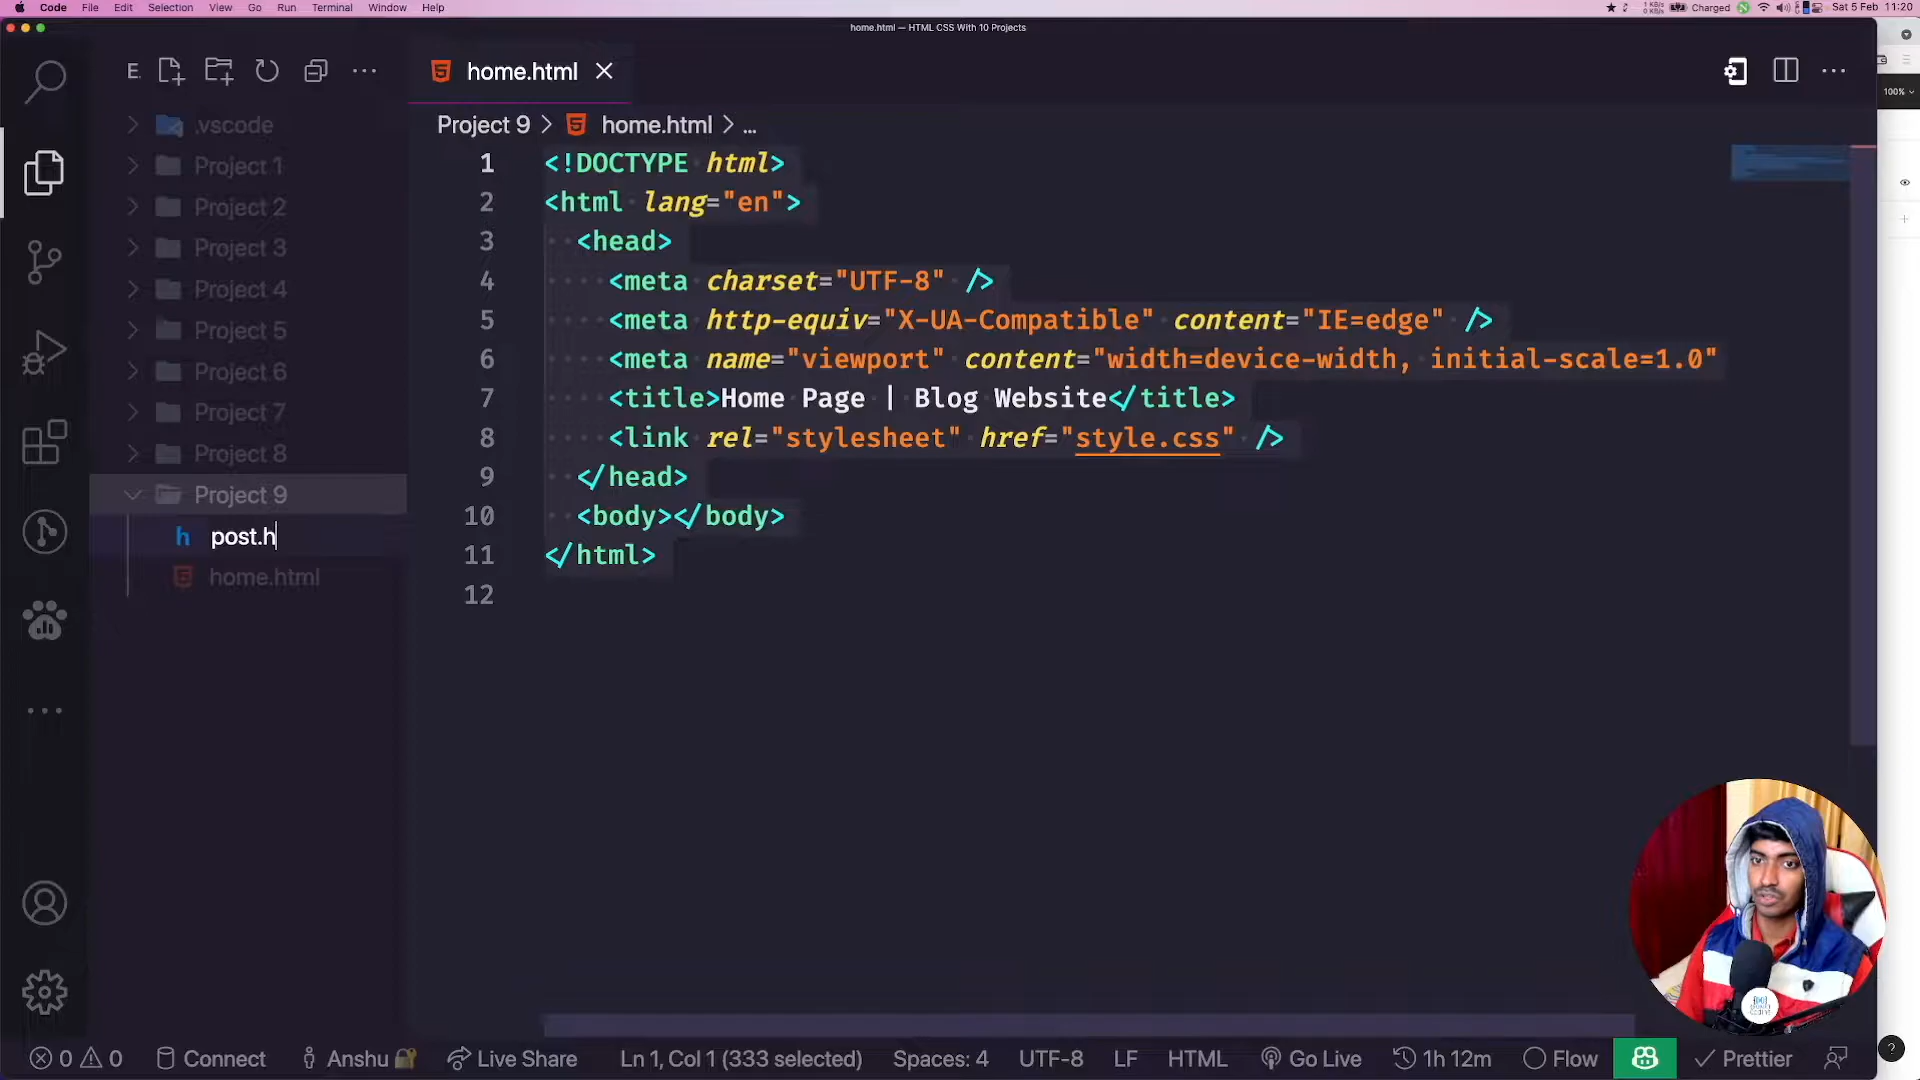 Code File Edit Selection View Go Run Terminal Window Help
1 KB/s
0 KB/s
Charged
Sat 5 Feb 11:20
home.html — HTML CSS With 10 Projects
E
home.html
100%
.vscode
Project 1
Project 2
Project 3
Project 4
Project 5
Project 6
Project 7
Project 8
Project 9
post.h
home.html
Project 9 > home.html > ...
1 <!DOCTYPE html>
2 <html lang="en">
3 <head>
4 <meta charset="UTF-8" />
5 <meta http-equiv="X-UA-Compatible" content="IE=edge" />
6 <meta name="viewport" content="width=device-width, initial-scale=1.0"
7 <title>Home Page | Blog Website</title>
8 <link rel="stylesheet" href="style.css" />
9 </head>
10 <body></body>
11 </html>
12
0 0 Connect Anshu Live Share Ln 1, Col 1 (333 selected) Spaces: 4 UTF-8 LF HTML Go Live 1h 12m Flow Prettier
?